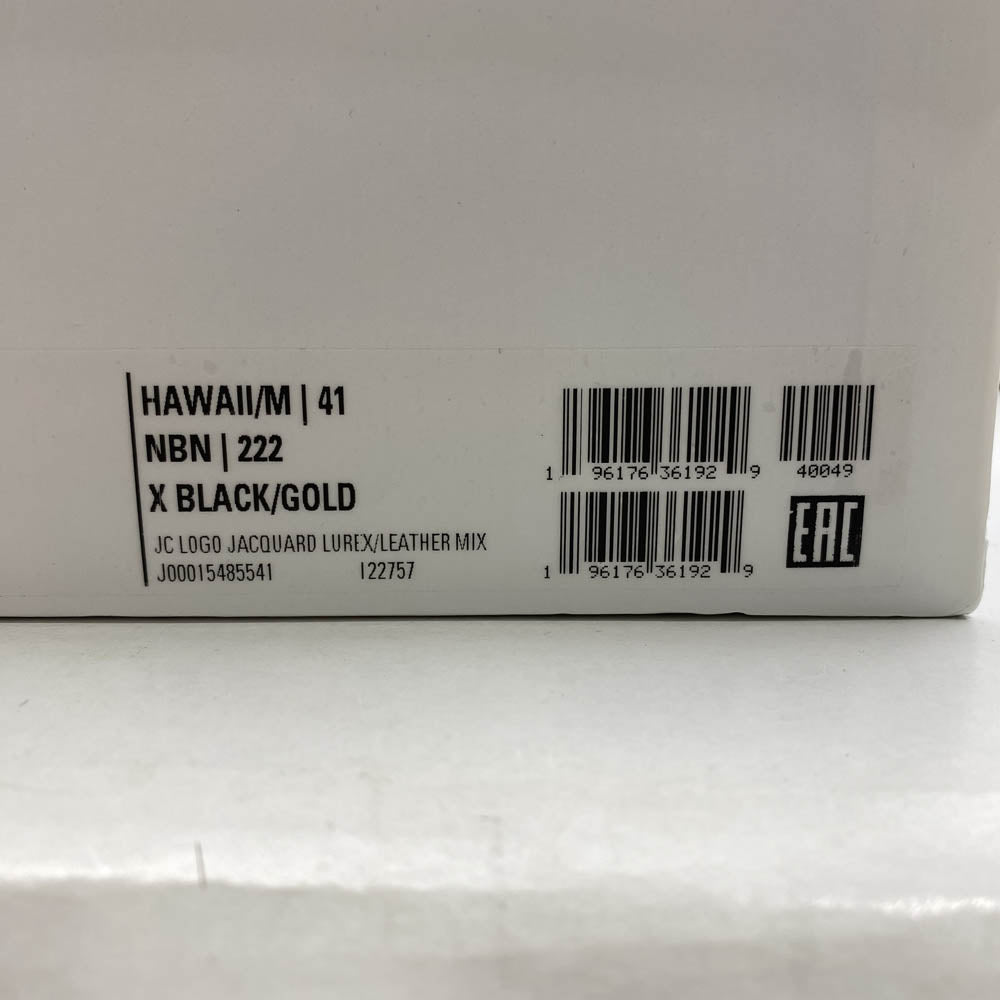 HAWAII/M | 41
NBN | 222
X BLACK/GOLD
JC LOGO JACQUARD LUREX/LEATHER MIX
J00015485541 122757
1 96176 36192 9
40049
1 96176 36192 9
EAC